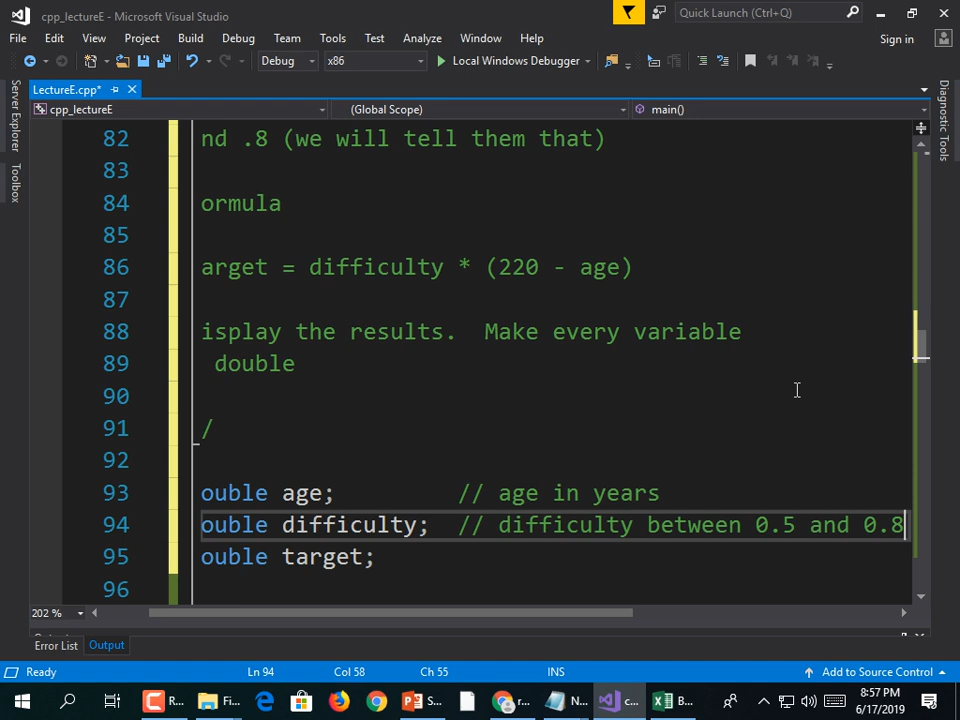 cpp_lectureE - Microsoft Visual Studio
Quick Launch (Ctrl+Q)
File Edit View Project Build Debug Team Tools Test Analyze Window Help
Sign in
Debug x86 Local Windows Debugger
LectureE.cpp*
cpp_lectureE (Global Scope) main()
Server Explorer
Toolbox
Diagnostic Tools
82 nd .8 (we will tell them that)
83
84 ormula
85
86 arget = difficulty * (220 - age)
87
88 isplay the results.  Make every variable
89  double
90
91 /
92
93 ouble age; // age in years
94 ouble difficulty; // difficulty between 0.5 and 0.8
95 ouble target;
96
202 %
Error List Output
Ready Ln 94 Col 58 Ch 55 INS Add to Source Control
R... Fi... S... r... N... c... B...
8:57 PM
6/17/2019